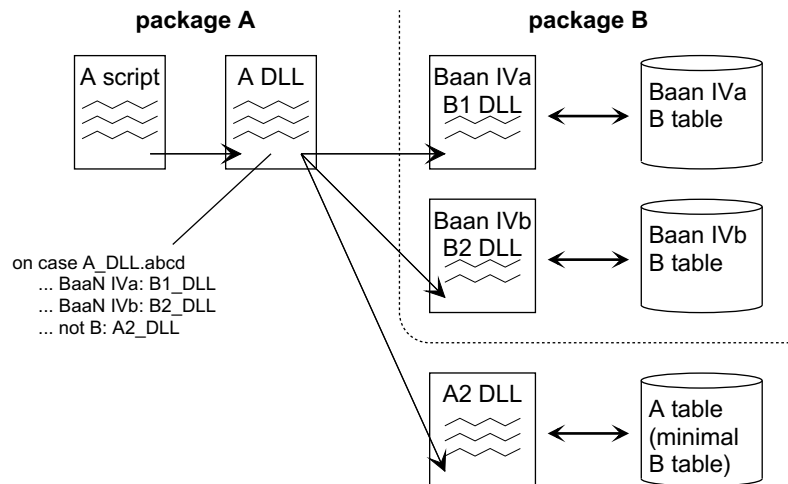 package A
package B
A script
A DLL
Baan IVa
B1 DLL
Baan IVa
B table
Baan IVb
B2 DLL
Baan IVb
B table
on case A_DLL.abcd
... BaaN IVa: B1_DLL
... BaaN IVb: B2_DLL
... not B: A2_DLL
A2 DLL
A table
(minimal
B table)